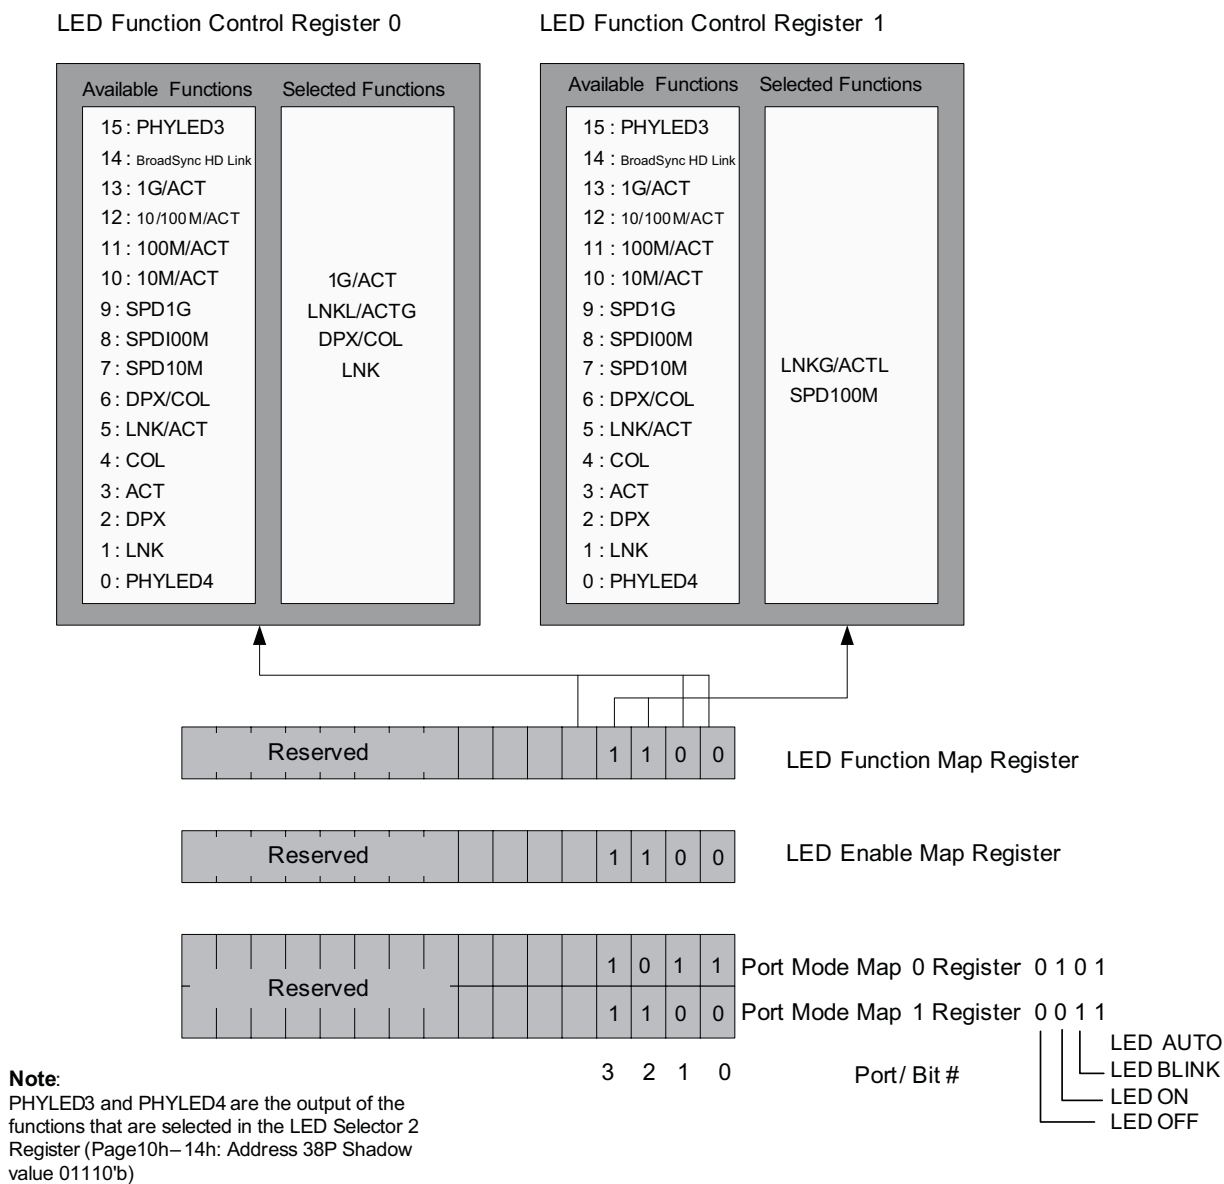 LED Function Control Register 0
LED Function Control Register 1
Available Functions
Selected Functions
15 : PHYLED3
14 : BroadSync HD Link
13 : 1G/ACT
12 : 10/100 M/ACT
11 : 100M/ACT
10 : 10M/ACT
9 : SPD1G
8 : SPDI00M
7 : SPD10M
6 : DPX/COL
5 : LNK/ACT
4 : COL
3 : ACT
2 : DPX
1 : LNK
0 : PHYLED4
1G/ACT
LNKL/ACTG
DPX/COL
LNK
Available Functions
Selected Functions
15 : PHYLED3
14 : BroadSync HD Link
13 : 1G/ACT
12 : 10/100M/ACT
11 : 100M/ACT
10 : 10M/ACT
9 : SPD1G
8 : SPDI00M
7 : SPD10M
6 : DPX/COL
5 : LNK/ACT
4 : COL
3 : ACT
2 : DPX
1 : LNK
0 : PHYLED4
LNKG/ACTL
SPD100M
Reserved 1 1 0 0 LED Function Map Register
Reserved 1 1 0 0 LED Enable Map Register
Reserved
1 0 1 1 Port Mode Map 0 Register 0 1 0 1
1 1 0 0 Port Mode Map 1 Register 0 0 1 1
3 2 1 0 Port/ Bit #
LED AUTO
LED BLINK
LED ON
LED OFF
Note:
PHYLED3 and PHYLED4 are the output of the
functions that are selected in the LED Selector 2
Register (Page10h–14h: Address 38P Shadow
value 01110'b)